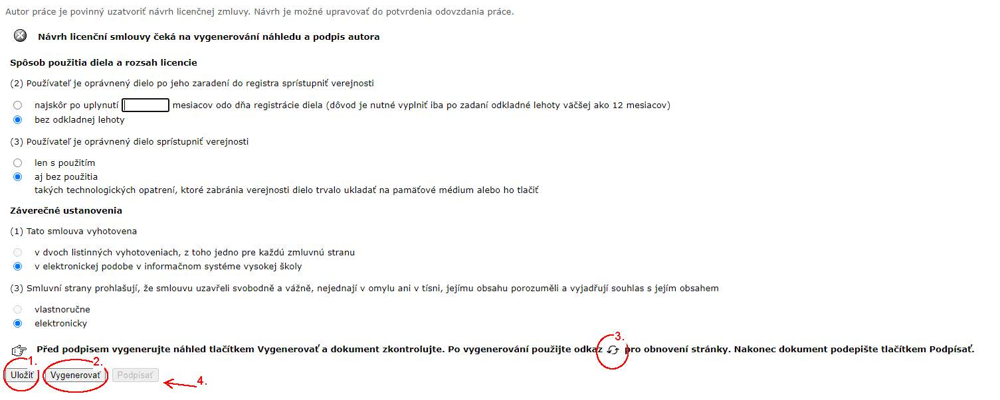 Autor práce je povinný uzatvoriť návrh licenčnej zmluvy. Návrh je možné upravovať do potvrdenia odovzdania práce.
Návrh licenční smlouvy čeká na vygenerování náhledu a podpis autora
Spôsob použitia diela a rozsah licencie
(2) Používateľ je oprávnený dielo po jeho zaradení do registra sprístupniť verejnosti
najskôr po uplynutí mesiacov odo dňa registrácie diela (dôvod je nutné vyplniť iba po zadaní odkladné lehoty väčšej ako 12 mesiacov)
bez odkladnej lehoty
(3) Používateľ je oprávnený dielo sprístupniť verejnosti
len s použitím
aj bez použitia
takých technologických opatrení, ktoré zabránia verejnosti dielo trvalo ukladať na pamäťové médium alebo ho tlačiť
Záverečné ustanovenia
(1) Tato smlouva vyhotovena
v dvoch listinných vyhotoveniach, z toho jedno pre každú zmluvnú stranu
v elektronickej podobe v informačnom systéme vysokej školy
(3) Smluvní strany prohlašují, že smlouvu uzavřeli svobodně a vážně, nejednají v omylu ani v tísni, jejímu obsahu porozuměli a vyjadřují souhlas s jejím obsahem
vlastnoručne
elektronicky
3.
Před podpisem vygenerujte náhled tlačítkem Vygenerovať a dokument zkontrolujte. Po vygenerování použijte odkaz pro obnovení stránky. Nakonec dokument podepište tlačítkem Podpísať.
1. 2.
Uložiť Vygenerovať Podpísať 4.